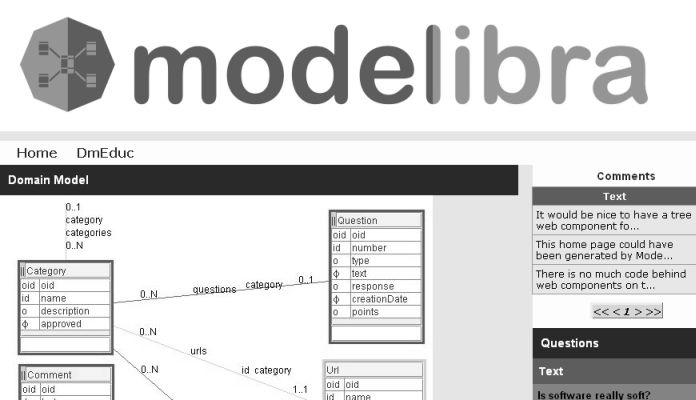 modelibra
Home DmEduc
Domain Model
0..1
category
categories
0..N
Category
oid oid
id name
o description
ф approved
0..N
questions category
0..1
Question
oid oid
id number
o type
ф text
o response
ф creationDate
o points
0..N
urls
id category
1..1
0..N
Comment
oid oid
Url
oid oid
id name
Comments
Text
It would be nice to have a tree
web component fo...
This home page could have
been generated by Mode...
There is no much code behind
web components on t...
<< < 1 > >>
Questions
Text
Is software really soft?